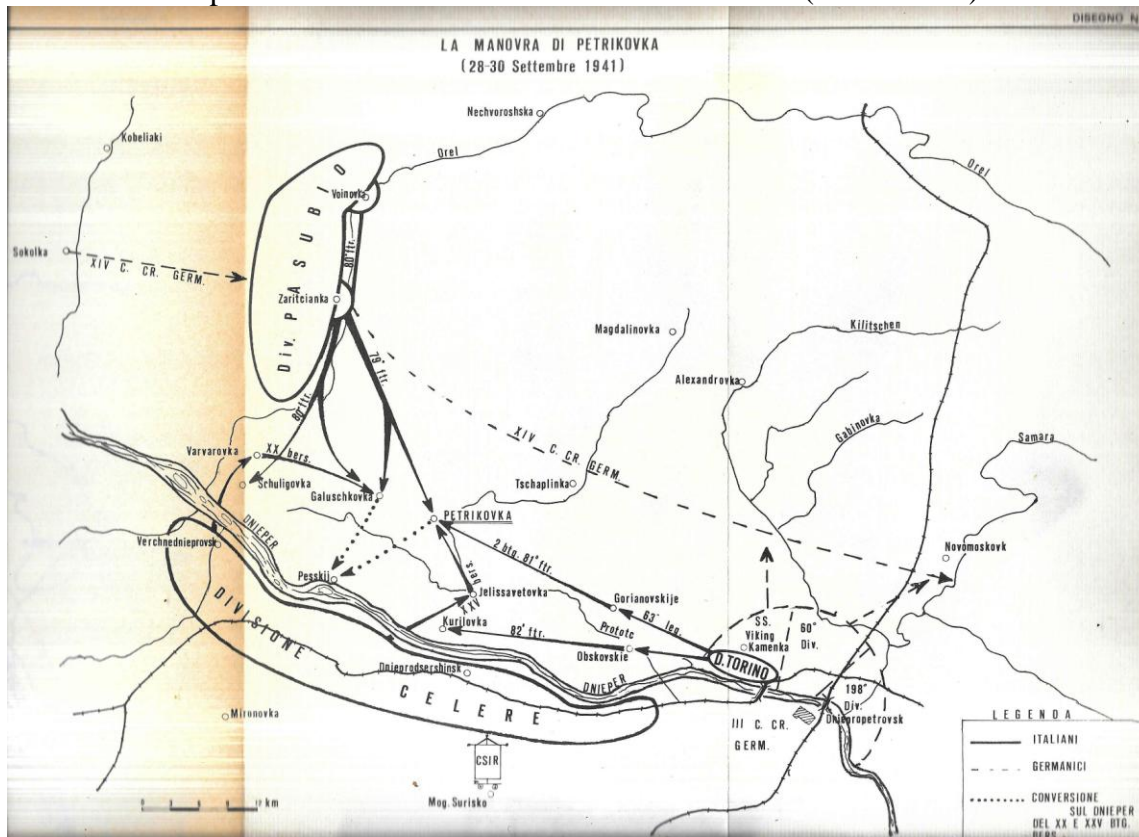 DISEGNO N
LA MANOVRA DI PETRIKOVKA
(28-30 Settembre 1941)
Nechvoroshska
Kobeliaki
Orel
Orel
Voinovka
Div. PASUBIO
80° ftr.
Sokolka
XIV C. CR. GERM.
Zaritcianka
Magdalinovka
Kilitschen
79° ftr.
80° ftr.
Alexandrovka
XIV C. CR. GERM.
Gabinovka
Samara
Varvarovka
XX bers.
Schuligovka
Galuschkovka
Tschaplinka
PETRIKOVKA
DNIEPER
Verchnednieprovsk
2 btg. 81° ftr.
Novomoskovk
Pesskij
XXV bers.
Jelissavetovka
Gorianovskije
63° leg.
Kurilovka
82° ftr.
Prototc
SS. Viking
60° Div.
Kamenka
Obskovskie
D. TORINO
DIVISIONE CELERE
Dnieprodsershinsk
DNIEPER
198° Div.
Dniepropetrovsk
Mironovka
III C. CR.
GERM.
CSIR
Mog. Surisko
km
LEGENDA
ITALIANI
GERMANICI
CONVERSIONE
SUL DNIEPER
DEL XX E XXV BTG.